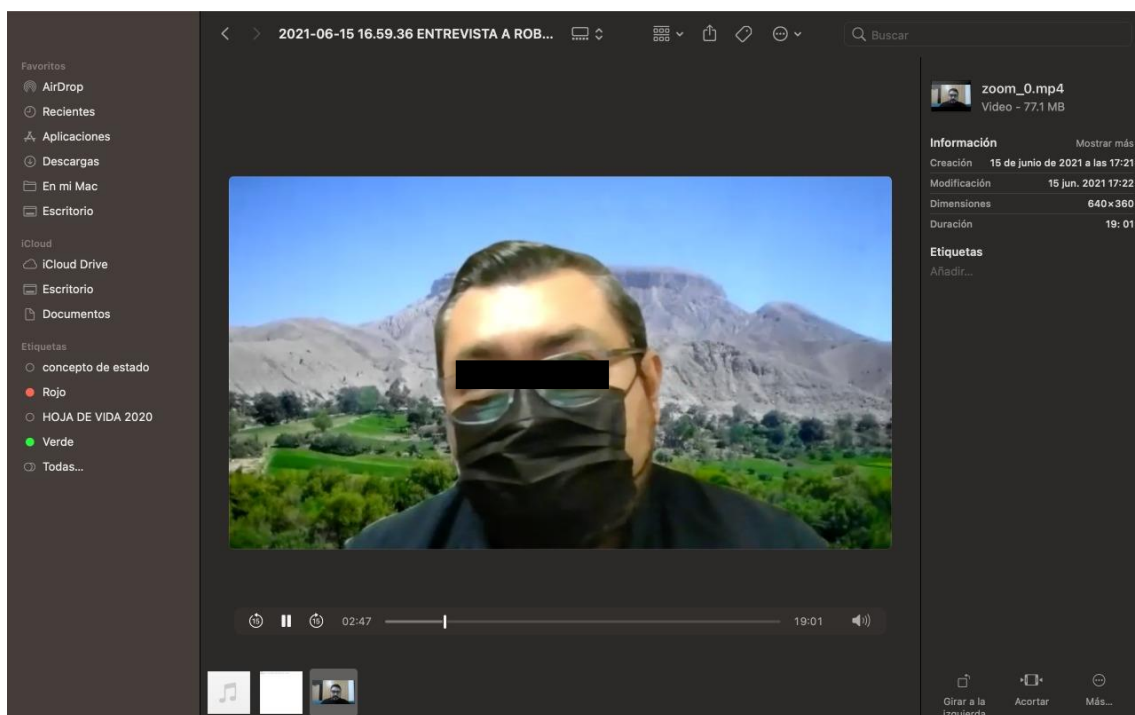 2021-06-15 16.59.36 ENTREVISTA A ROB...
Buscar
Favoritos
AirDrop
Recientes
Aplicaciones
Descargas
En mi Mac
Escritorio
iCloud
iCloud Drive
Escritorio
Documentos
Etiquetas
concepto de estado
Rojo
HOJA DE VIDA 2020
Verde
Todas...
15
15
02:47
19:01
zoom_0.mp4
Video - 77.1 MB
Información Mostrar más
Creación 15 de junio de 2021 a las 17:21
Modificación 15 jun. 2021 17:22
Dimensiones 640×360
Duración 19:01
Etiquetas
Añadir...
Girar a la izquierda
Acortar
Más...